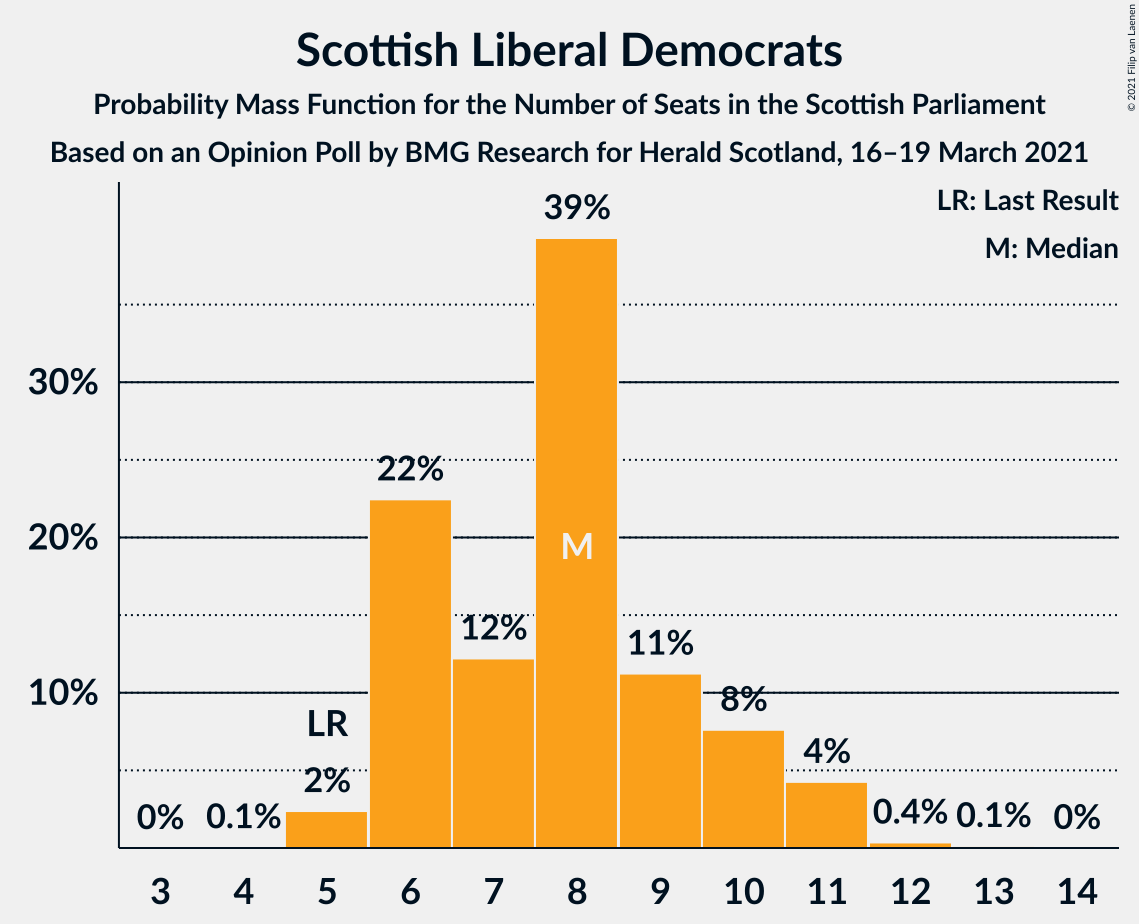 Scottish Liberal Democrats
Probability Mass Function for the Number of Seats in the Scottish Parliament
Based on an Opinion Poll by BMG Research for Herald Scotland, 16–19 March 2021
© 2021 Filip van Laenen
LR: Last Result
M: Median
39%
30%
22%
20%
M
12%
11%
10%
8%
LR
4%
2%
0%
0.1%
0.4%
0.1%
0%
3 4 5 6 7 8 9 10 11 12 13 14